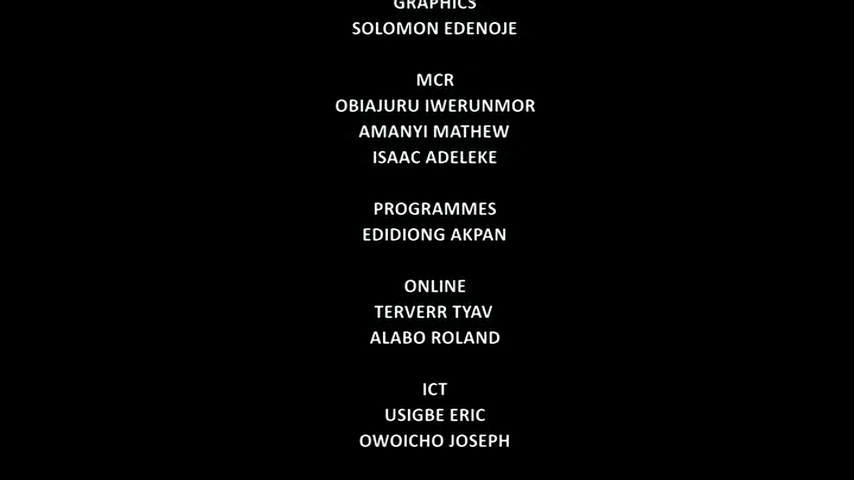 GRAPHICS
SOLOMON EDENOJE
MCR
OBIAJURU IWERUNMOR
AMANYI MATHEW
ISAAC ADELEKE
PROGRAMMES
EDIDIONG AKPAN
ONLINE
TERVERR TYAV
ALABO ROLAND
ICT
USIGBE ERIC
OWOICHO JOSEPH